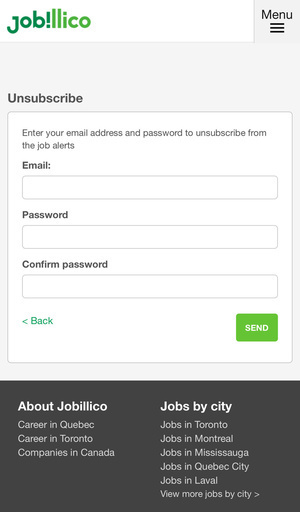 jobillico
Menu
Unsubscribe
Enter your email address and password to unsubscribe from
the job alerts
Email:
Password
Confirm password
< Back
SEND
About Jobillico
Career in Quebec
Career in Toronto
Companies in Canada
Jobs by city
Jobs in Toronto
Jobs in Montreal
Jobs in Mississauga
Jobs in Quebec City
Jobs in Laval
View more jobs by city >